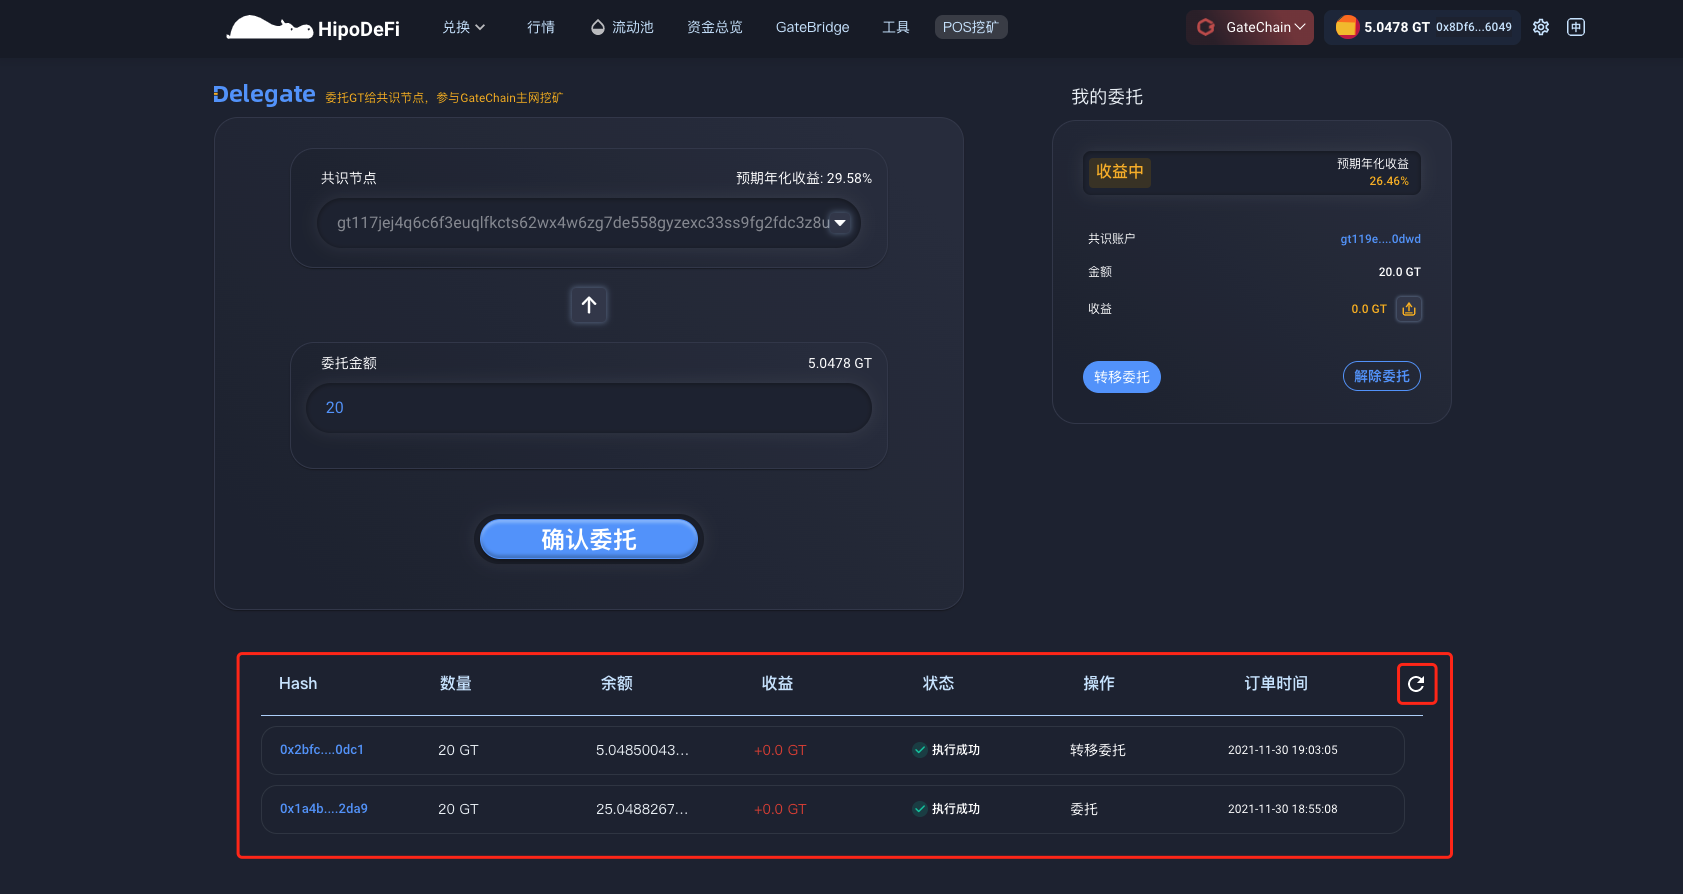 HipoDeFi
兑换
行情
流动池
资金总览
GateBridge
工具
POS挖矿
GateChain
5.0478 GT 0x8Df6...6049
中
Delegate 委托GT给共识节点，参与GateChain主网挖矿
我的委托
共识节点 预期年化收益: 29.58%
gt117jej4q6c6f3euqlfkcts62wx4w6zg7de558gyzexc33ss9fg2fdc3z8u
委托金额 5.0478 GT
20
确认委托
收益中
预期年化收益
26.46%
共识账户 gt119e....0dwd
金额 20.0 GT
收益 0.0 GT
转移委托 解除委托
Hash 数量 余额 收益 状态 操作 订单时间
0x2bfc....0dc1 20 GT 5.04850043... +0.0 GT 执行成功 转移委托 2021-11-30 19:03:05
0x1a4b....2da9 20 GT 25.0488267... +0.0 GT 执行成功 委托 2021-11-30 18:55:08